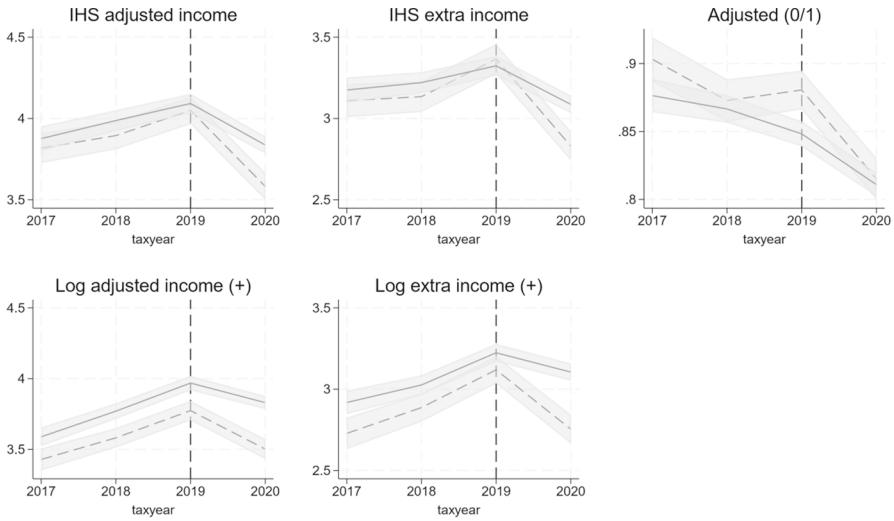 IHS adjusted income
4.5
4
3.5
2017 2018 2019 2020
taxyear
IHS extra income
3.5
3
2.5
2017 2018 2019 2020
taxyear
Adjusted (0/1)
.9
.85
.8
2017 2018 2019 2020
taxyear
Log adjusted income (+)
4.5
4
3.5
2017 2018 2019 2020
taxyear
Log extra income (+)
3.5
3
2.5
2017 2018 2019 2020
taxyear